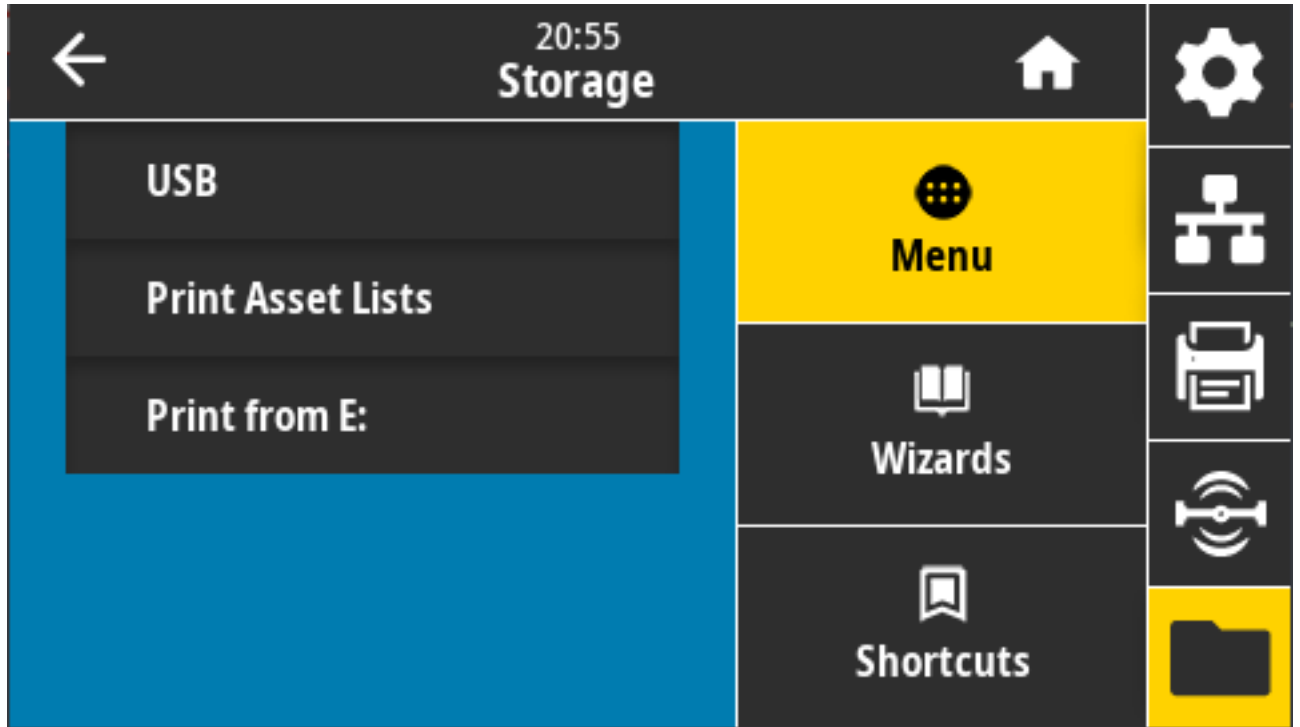 20:55
Storage
USB
Print Asset Lists
Print from E:
Menu
Wizards
Shortcuts